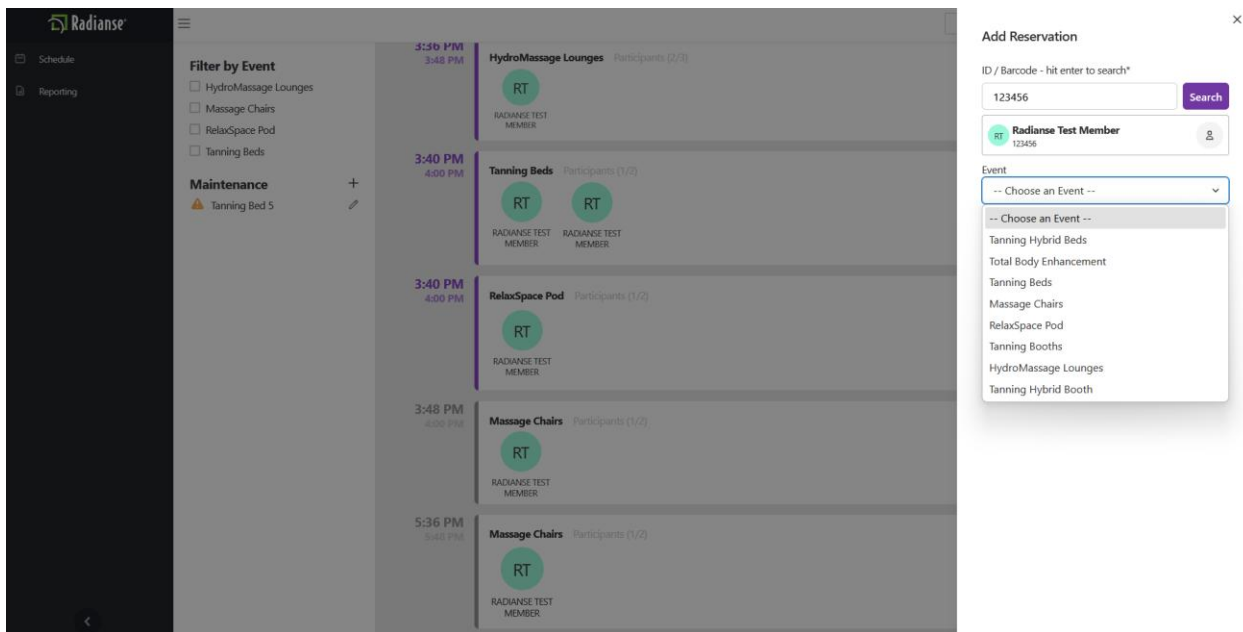 Radianse
Schedule
Reporting
Filter by Event
HydroMassage Lounges
Massage Chairs
RelaxSpace Pod
Tanning Beds
Maintenance
Tanning Bed 5
3:36 PM
3:48 PM
HydroMassage Lounges Participants (2/3)
RT
RADIANSE TEST
MEMBER
3:40 PM
4:00 PM
Tanning Beds Participants (1/2)
RT RT
RADIANSE TEST RADIANSE TEST
MEMBER MEMBER
3:40 PM
4:00 PM
RelaxSpace Pod Participants (1/2)
RT
RADIANSE TEST
MEMBER
3:48 PM
4:00 PM
Massage Chairs Participants (1/2)
RT
RADIANSE TEST
MEMBER
5:36 PM
5:48 PM
Massage Chairs Participants (1/2)
RT
RADIANSE TEST
MEMBER
Add Reservation
ID / Barcode - hit enter to search*
123456 Search
RT Radianse Test Member
123456
Event
-- Choose an Event --
-- Choose an Event --
Tanning Hybrid Beds
Total Body Enhancement
Tanning Beds
Massage Chairs
RelaxSpace Pod
Tanning Booths
HydroMassage Lounges
Tanning Hybrid Booth